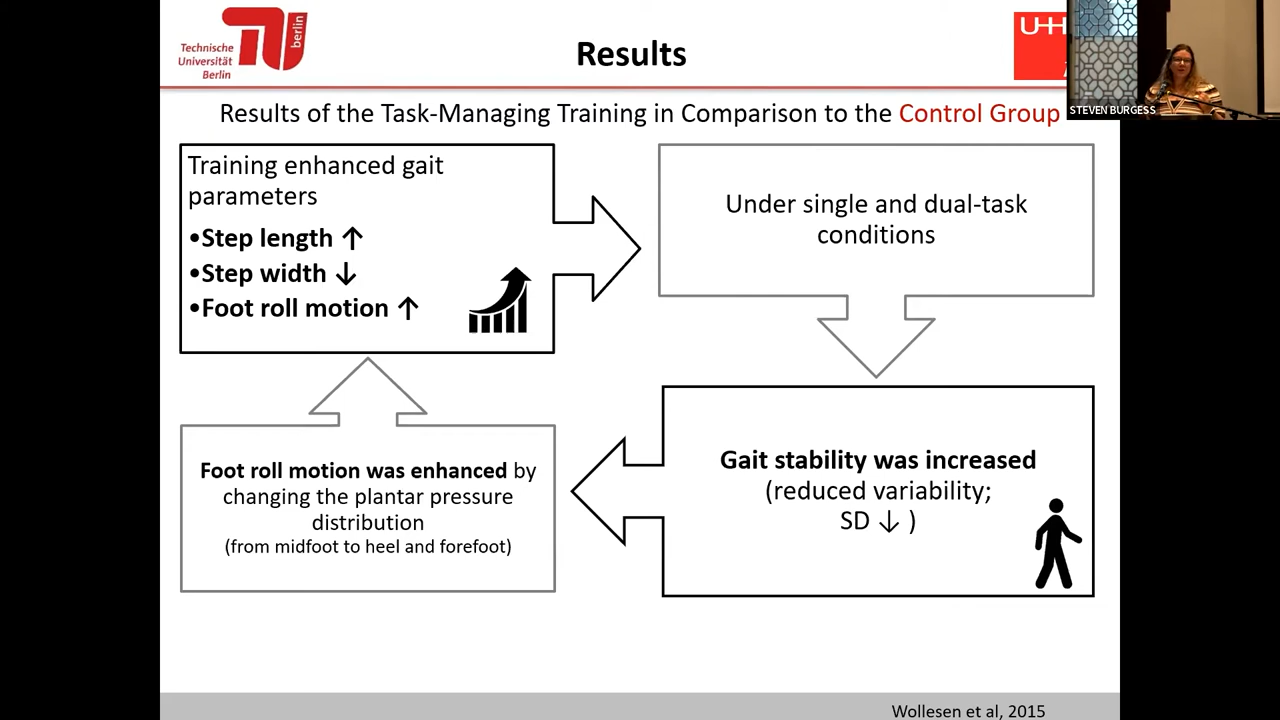 Technische
Universität
Berlin
berlin
Results
STEVEN BURGESS
Results of the Task-Managing Training in Comparison to the Control Group
Training enhanced gait
parameters
•Step length ↑
•Step width ↓
•Foot roll motion ↑
Under single and dual-task
conditions
Gait stability was increased
(reduced variability;
SD ↓ )
Foot roll motion was enhanced by
changing the plantar pressure
distribution
(from midfoot to heel and forefoot)
Wollesen et al, 2015